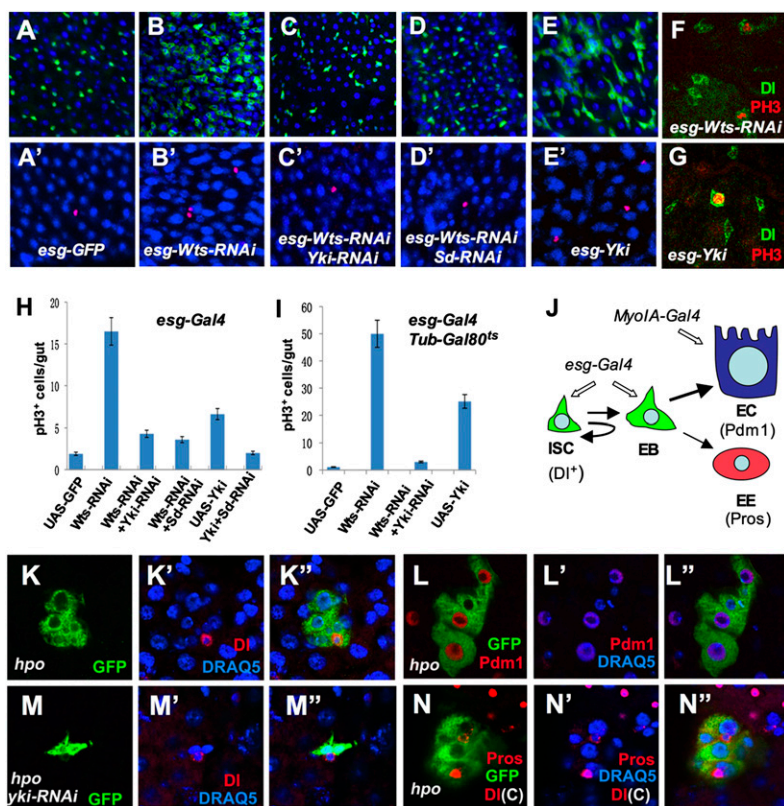 A
B
C
D
E
F
Dl
PH3
esg-Wts-RNAi
A'
esg-GFP
B'
esg-Wts-RNAi
C'
esg-Wts-RNAi
Yki-RNAi
D'
esg-Wts-RNAi
Sd-RNAi
E'
esg-Yki
G
Dl
PH3
esg-Yki
H
esg-Gal4
pH3+ cells/gut
20
15
10
5
0
UAS-GFP
Wts-RNAi
Wts-RNAi
+Yki-RNAi
Wts-RNAi
+Sd-RNAi
UAS-Yki
Yki+Sd-RNAi
I
esg-Gal4
Tub-Gal80ts
pH3+ cells/gut
60
50
40
30
20
10
0
UAS-GFP
Wts-RNAi
Wts-RNAi
+Yki-RNAi
UAS-Yki
J
MyoIA-Gal4
esg-Gal4
ISC
(Dl+)
EB
EC
(Pdm1)
EE
(Pros)
K
hpo
GFP
K'
Dl
DRAQ5
K"
L
GFP
hpo
Pdm1
L'
Pdm1
DRAQ5
L"
M
hpo
yki-RNAi
GFP
M'
Dl
DRAQ5
M"
N
Pros
GFP
hpo
Dl(C)
N'
Pros
DRAQ5
Dl(C)
N"